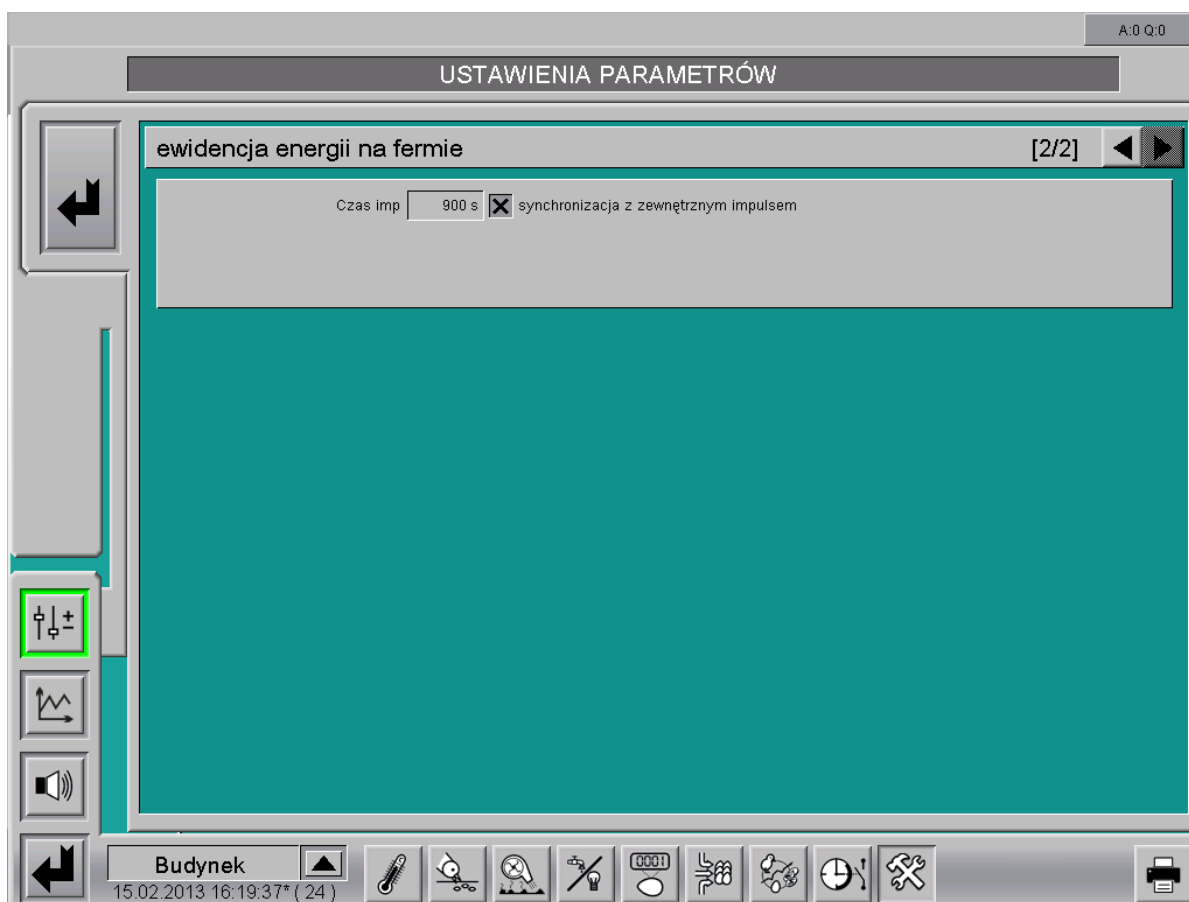 A:0 Q:0
USTAWIENIA PARAMETRÓW
ewidencja energii na fermie [2/2]
Czas imp 900 s synchronizacja z zewnętrznym impulsem
Budynek
15.02.2013 16:19:37* ( 24 )
0001